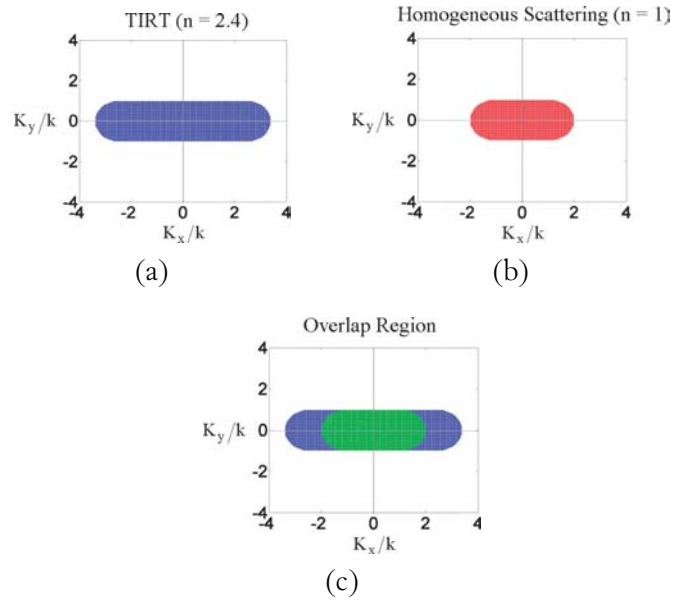 TIRT (n = 2.4)
4
2
K_y/k 0
-2
-4
-4 -2 0 2 4
K_x/k
(a)
Homogeneous Scattering (n = 1)
4
2
K_y/k 0
-2
-4
-4 -2 0 2 4
K_x/k
(b)
Overlap Region
4
2
K_y/k 0
-2
-4
-4 -2 0 2 4
K_x/k
(c)